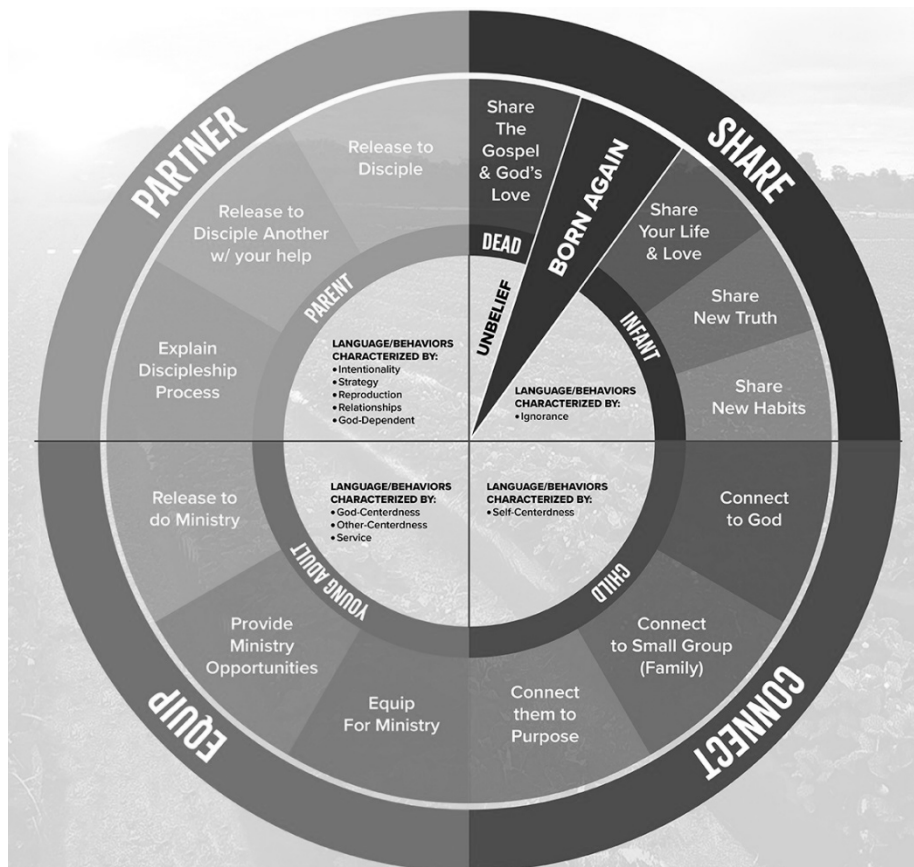 PARTNER
SHARE
Release to
Disciple
Share
The
Gospel
& God's
Love
BORN AGAIN
Share
Your Life
& Love
Share
New Truth
Share
New Habits
Release to
Disciple Another
w/ your help
Explain
Discipleship
Process
PARENT
DEAD
UNBELIEF
INFANT
LANGUAGE/BEHAVIORS
CHARACTERIZED BY:
• Intentionality
• Strategy
• Reproduction
• Relationships
• God-Dependent
LANGUAGE/BEHAVIORS
CHARACTERIZED BY:
• Ignorance
LANGUAGE/BEHAVIORS
CHARACTERIZED BY:
• God-Centerdness
• Other-Centerdness
• Service
LANGUAGE/BEHAVIORS
CHARACTERIZED BY:
• Self-Centerdness
YOUNG ADULT
CHILD
Release to
do Ministry
Provide
Ministry
Opportunities
Equip
For Ministry
Connect
to God
Connect
to Small Group
(Family)
Connect
them to
Purpose
EQUIP
CONNECT